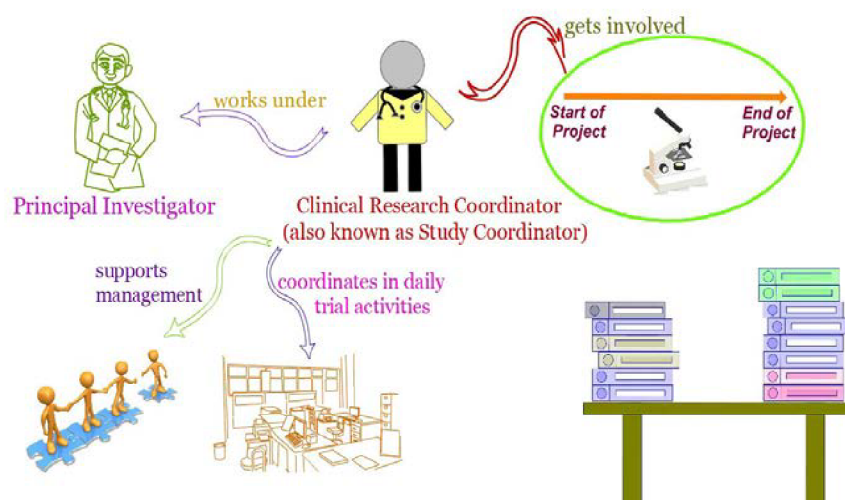 gets involved
works under
Start of
Project
End of
Project
Principal Investigator
Clinical Research Coordinator
(also known as Study Coordinator)
supports
management
coordinates in daily
trial activities